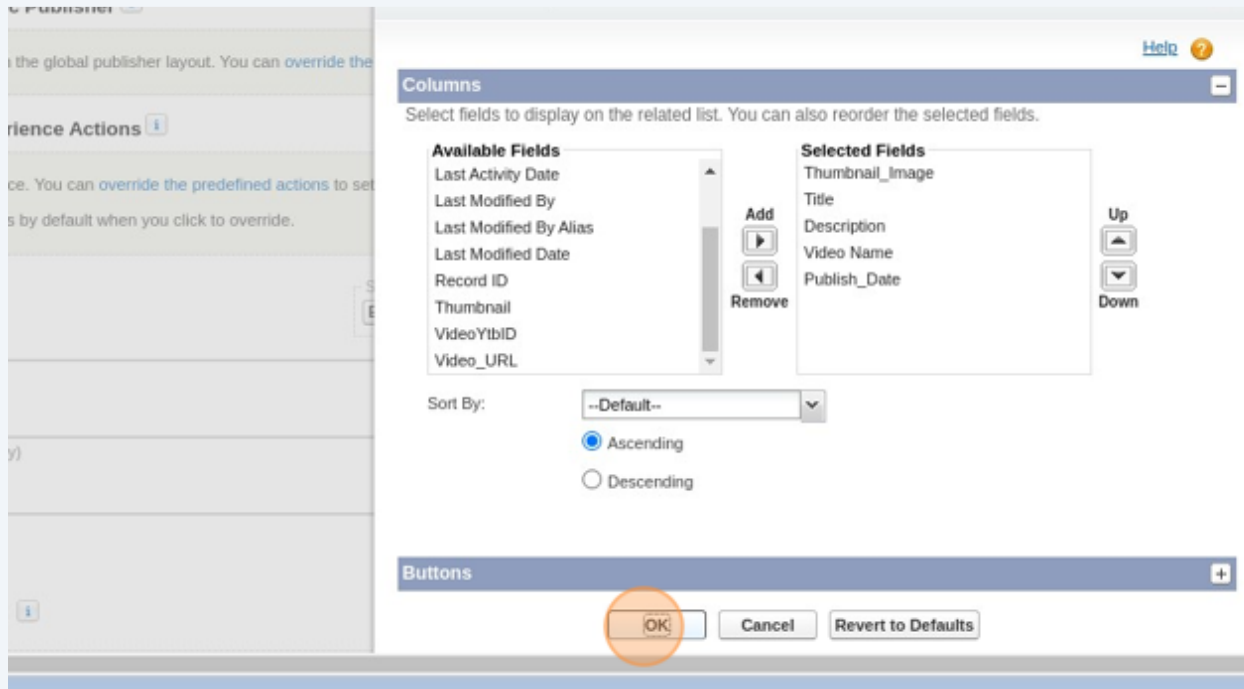 c Publisher
Help
n the global publisher layout. You can override the
Columns
Select fields to display on the related list. You can also reorder the selected fields.
rience Actions
Available Fields
Last Activity Date
Last Modified By
Last Modified By Alias
Last Modified Date
Record ID
Thumbnail
VideoYtbID
Video_URL
Add
Remove
Selected Fields
Thumbnail_Image
Title
Description
Video Name
Publish_Date
Up
Down
ce. You can override the predefined actions to set
s by default when you click to override.
Sort By:
--Default--
Ascending
Descending
y)
Buttons
OK
Cancel
Revert to Defaults